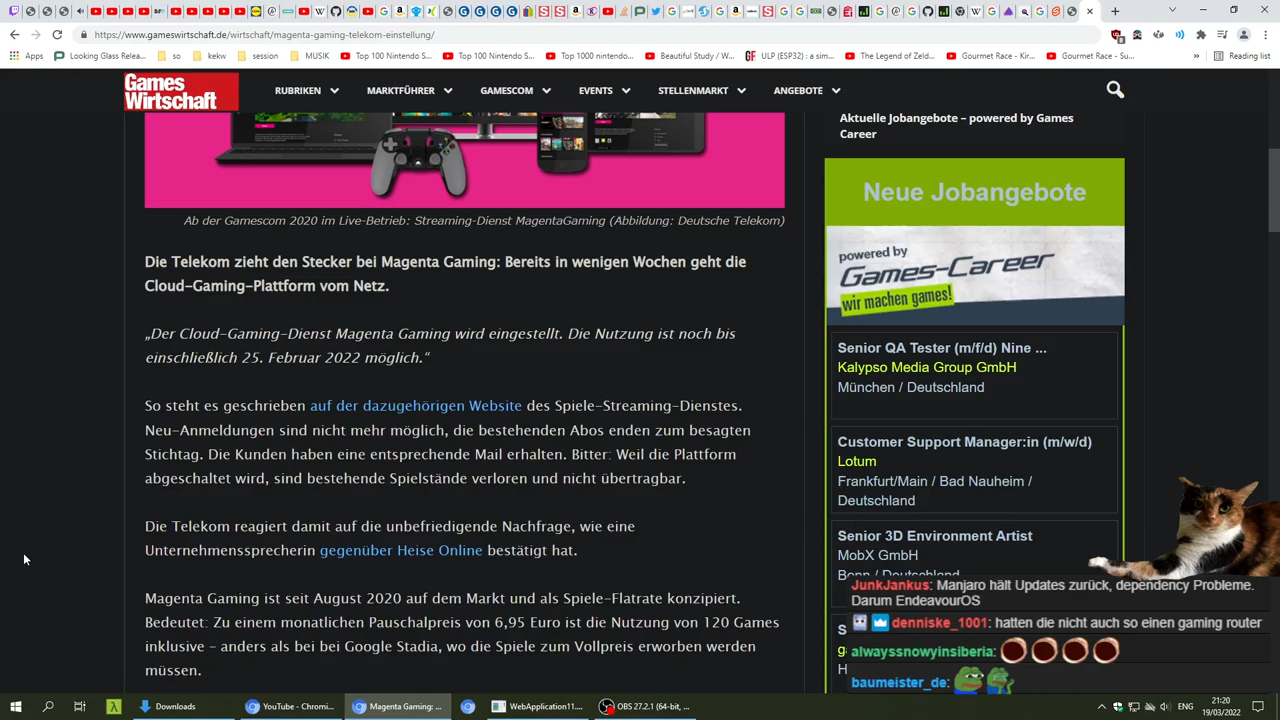 https://www.gameswirtschaft.de/wirtschaft/magenta-gaming-telekom-einstellung/
Apps
Looking Glass Relea...
so
kekw
session
MUSIK
Top 100 Nintendo S...
Top 100 Nintendo S...
Top 1000 nintendo...
Beautiful Study / W...
ULP (ESP32) : a sim...
The Legend of Zeld...
Gourmet Race - Kir...
Gourmet Race - Su...
»
Reading list
Games
Wirtschaft
RUBRIKEN
MARKTFÜHRER
GAMESCOM
EVENTS
STELLENMARKT
ANGEBOTE
Ab der Gamescom 2020 im Live-Betrieb: Streaming-Dienst MagentaGaming (Abbildung: Deutsche Telekom)
Die Telekom zieht den Stecker bei Magenta Gaming: Bereits in wenigen Wochen geht die
Cloud-Gaming-Plattform vom Netz.
„Der Cloud-Gaming-Dienst Magenta Gaming wird eingestellt. Die Nutzung ist noch bis
einschließlich 25. Februar 2022 möglich.“
So steht es geschrieben auf der dazugehörigen Website des Spiele-Streaming-Dienstes.
Neu-Anmeldungen sind nicht mehr möglich, die bestehenden Abos enden zum besagten
Stichtag. Die Kunden haben eine entsprechende Mail erhalten. Bitter: Weil die Plattform
abgeschaltet wird, sind bestehende Spielstände verloren und nicht übertragbar.
Die Telekom reagiert damit auf die unbefriedigende Nachfrage, wie eine
Unternehmenssprecherin gegenüber Heise Online bestätigt hat.
Magenta Gaming ist seit August 2020 auf dem Markt und als Spiele-Flatrate konzipiert.
Bedeutet: Zu einem monatlichen Pauschalpreis von 6,95 Euro ist die Nutzung von 120 Games
inklusive – anders als bei bei Google Stadia, wo die Spiele zum Vollpreis erworben werden
müssen.
Aktuelle Jobangebote – powered by Games
Career
Neue Jobangebote
powered by
Games-Career
wir machen games!
Senior QA Tester (m/f/d) Nine ...
Kalypso Media Group GmbH
München / Deutschland
Customer Support Manager:in (m/w/d)
Lotum
Frankfurt/Main / Bad Nauheim /
Deutschland
Senior 3D Environment Artist
MobX GmbH
Bonn / Deutschland
JunkJankus: Manjaro hält Updates zurück, dependency Probleme.
Darum EndeavourOS
denniske_1001: hatten die nicht auch so einen gaming router
alwayssnowyinsiberia:
baumeister_de:
Downloads
YouTube - Chromi...
Magenta Gaming: ...
WebApplication11...
OBS 27.2.1 (64-bit, ...
ENG
21:20
19/03/2022